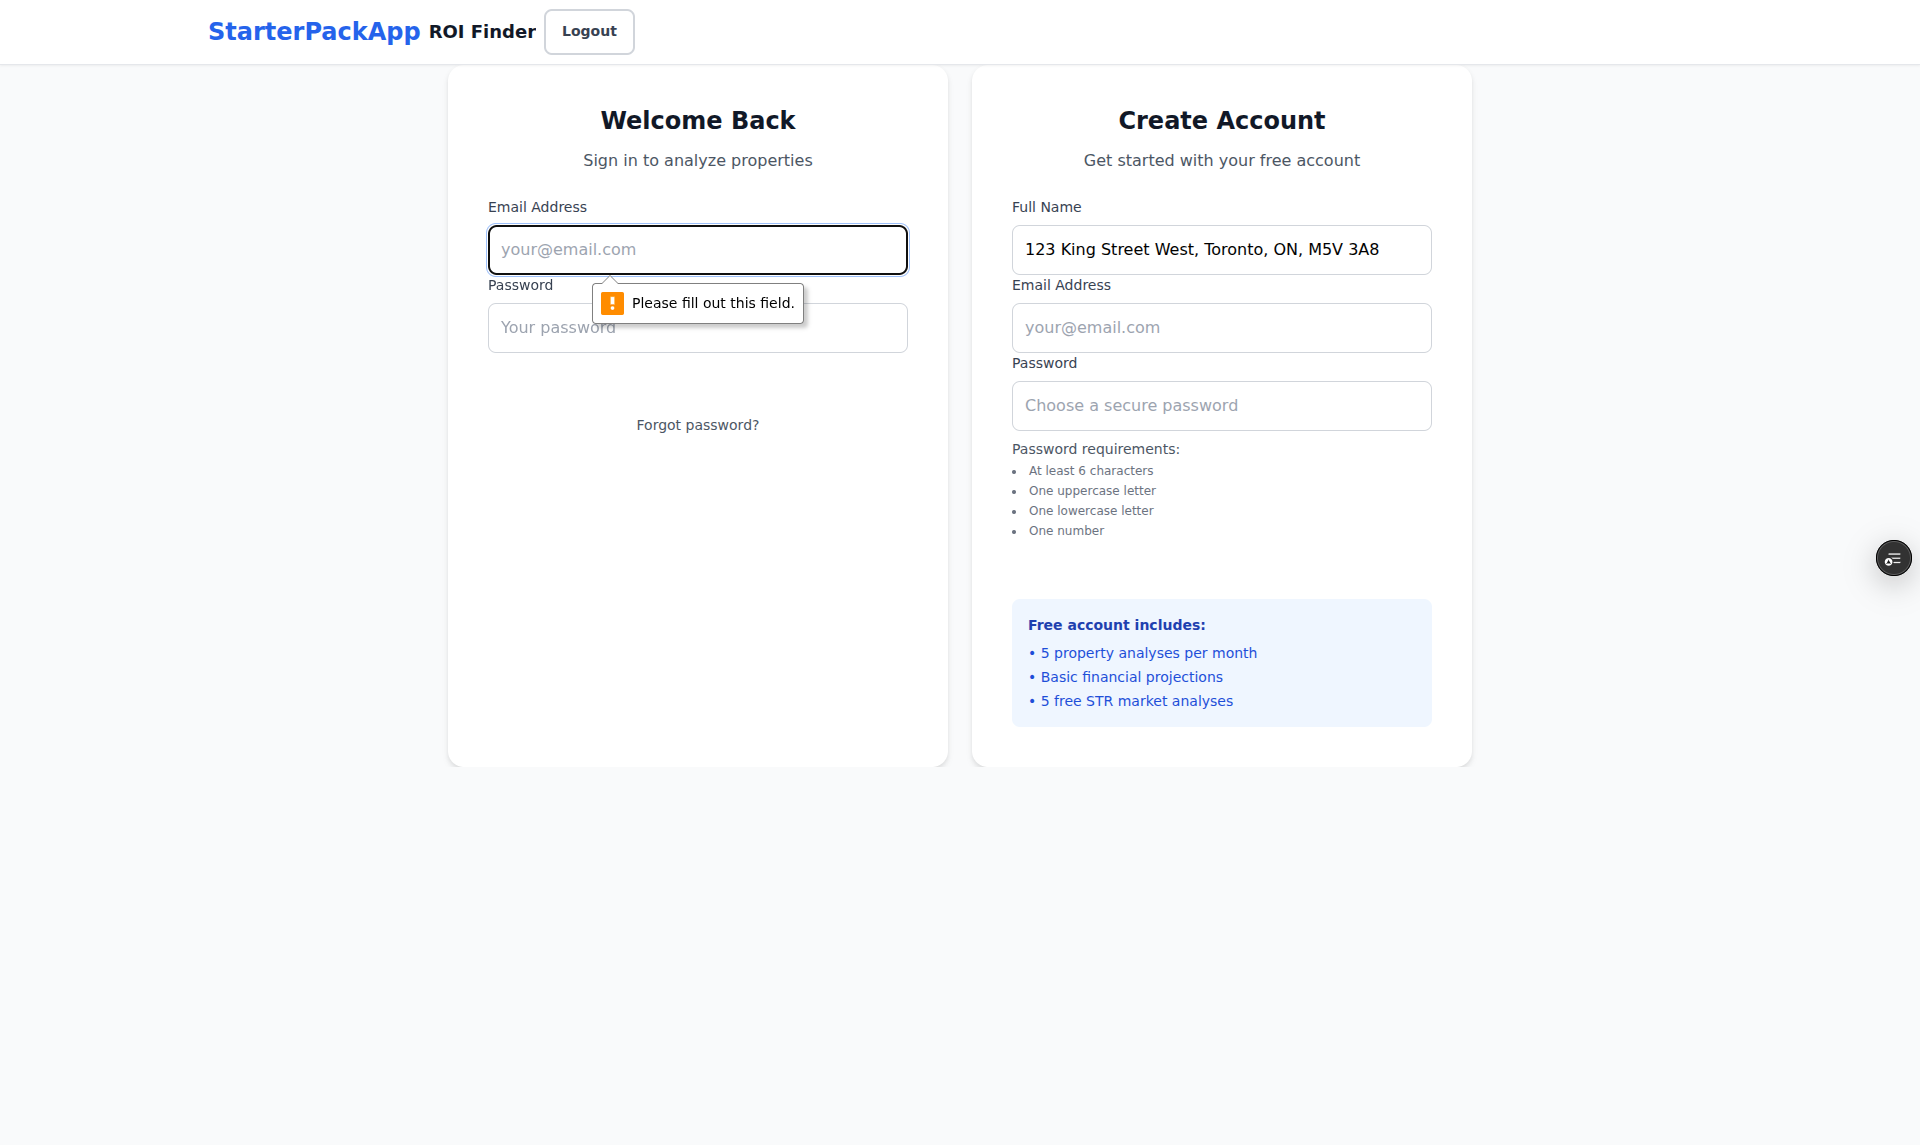 StarterPackApp ROI Finder Logout
Welcome Back
Sign in to analyze properties
Email Address
your@email.com
Password
Please fill out this field.
Your password
Forgot password?
Create Account
Get started with your free account
Full Name
123 King Street West, Toronto, ON, M5V 3A8
Email Address
your@email.com
Password
Choose a secure password
Password requirements:
• At least 6 characters
• One uppercase letter
• One lowercase letter
• One number
Free account includes:
• 5 property analyses per month
• Basic financial projections
• 5 free STR market analyses